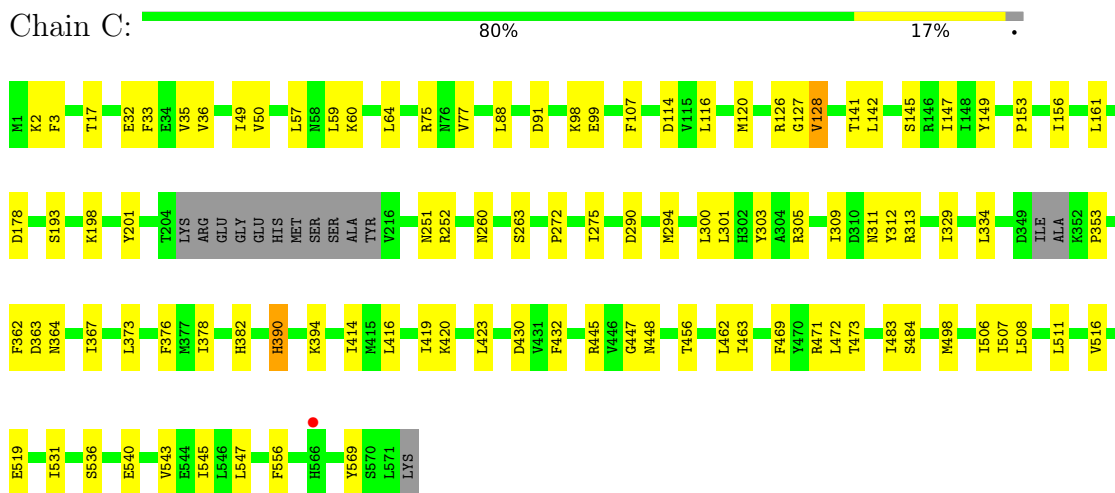 Chain C:
80% 17% •
M1 K2 F3 T17 E32 F33 E34 V35 V36 I49 V50 L57 N58 L59 K60 L64 R75 N76 V77 L88 D91 K98 E99 F107 D114 V115 L116 M120 R126 G127 V128 T141 L142 S145 R146 I147 I148 Y149 P153 I156 L161
D178 S193 K198 Y201 T204 LYS ARG GLU GLY GLU HIS MET SER SER ALA TYR V216 N251 R252 N260 S263 P272 I275 D290 M294 L300 L301 H302 Y303 A304 R305 I309 D310 N311 Y312 R313 I329 L334 D349 ILE ALA K352 P353
F362 D363 N364 I367 L373 F376 M377 I378 H382 H390 K394 I414 M415 L416 I419 K420 L423 D430 V431 F432 R445 V446 G447 N448 T456 L462 I463 F469 Y470 R471 L472 T473 I483 S484 M498 I506 I507 L508 L511 V516
E519 I531 S536 E540 V543 E544 I545 L546 L547 F556 H566 Y569 S570 L571 LYS